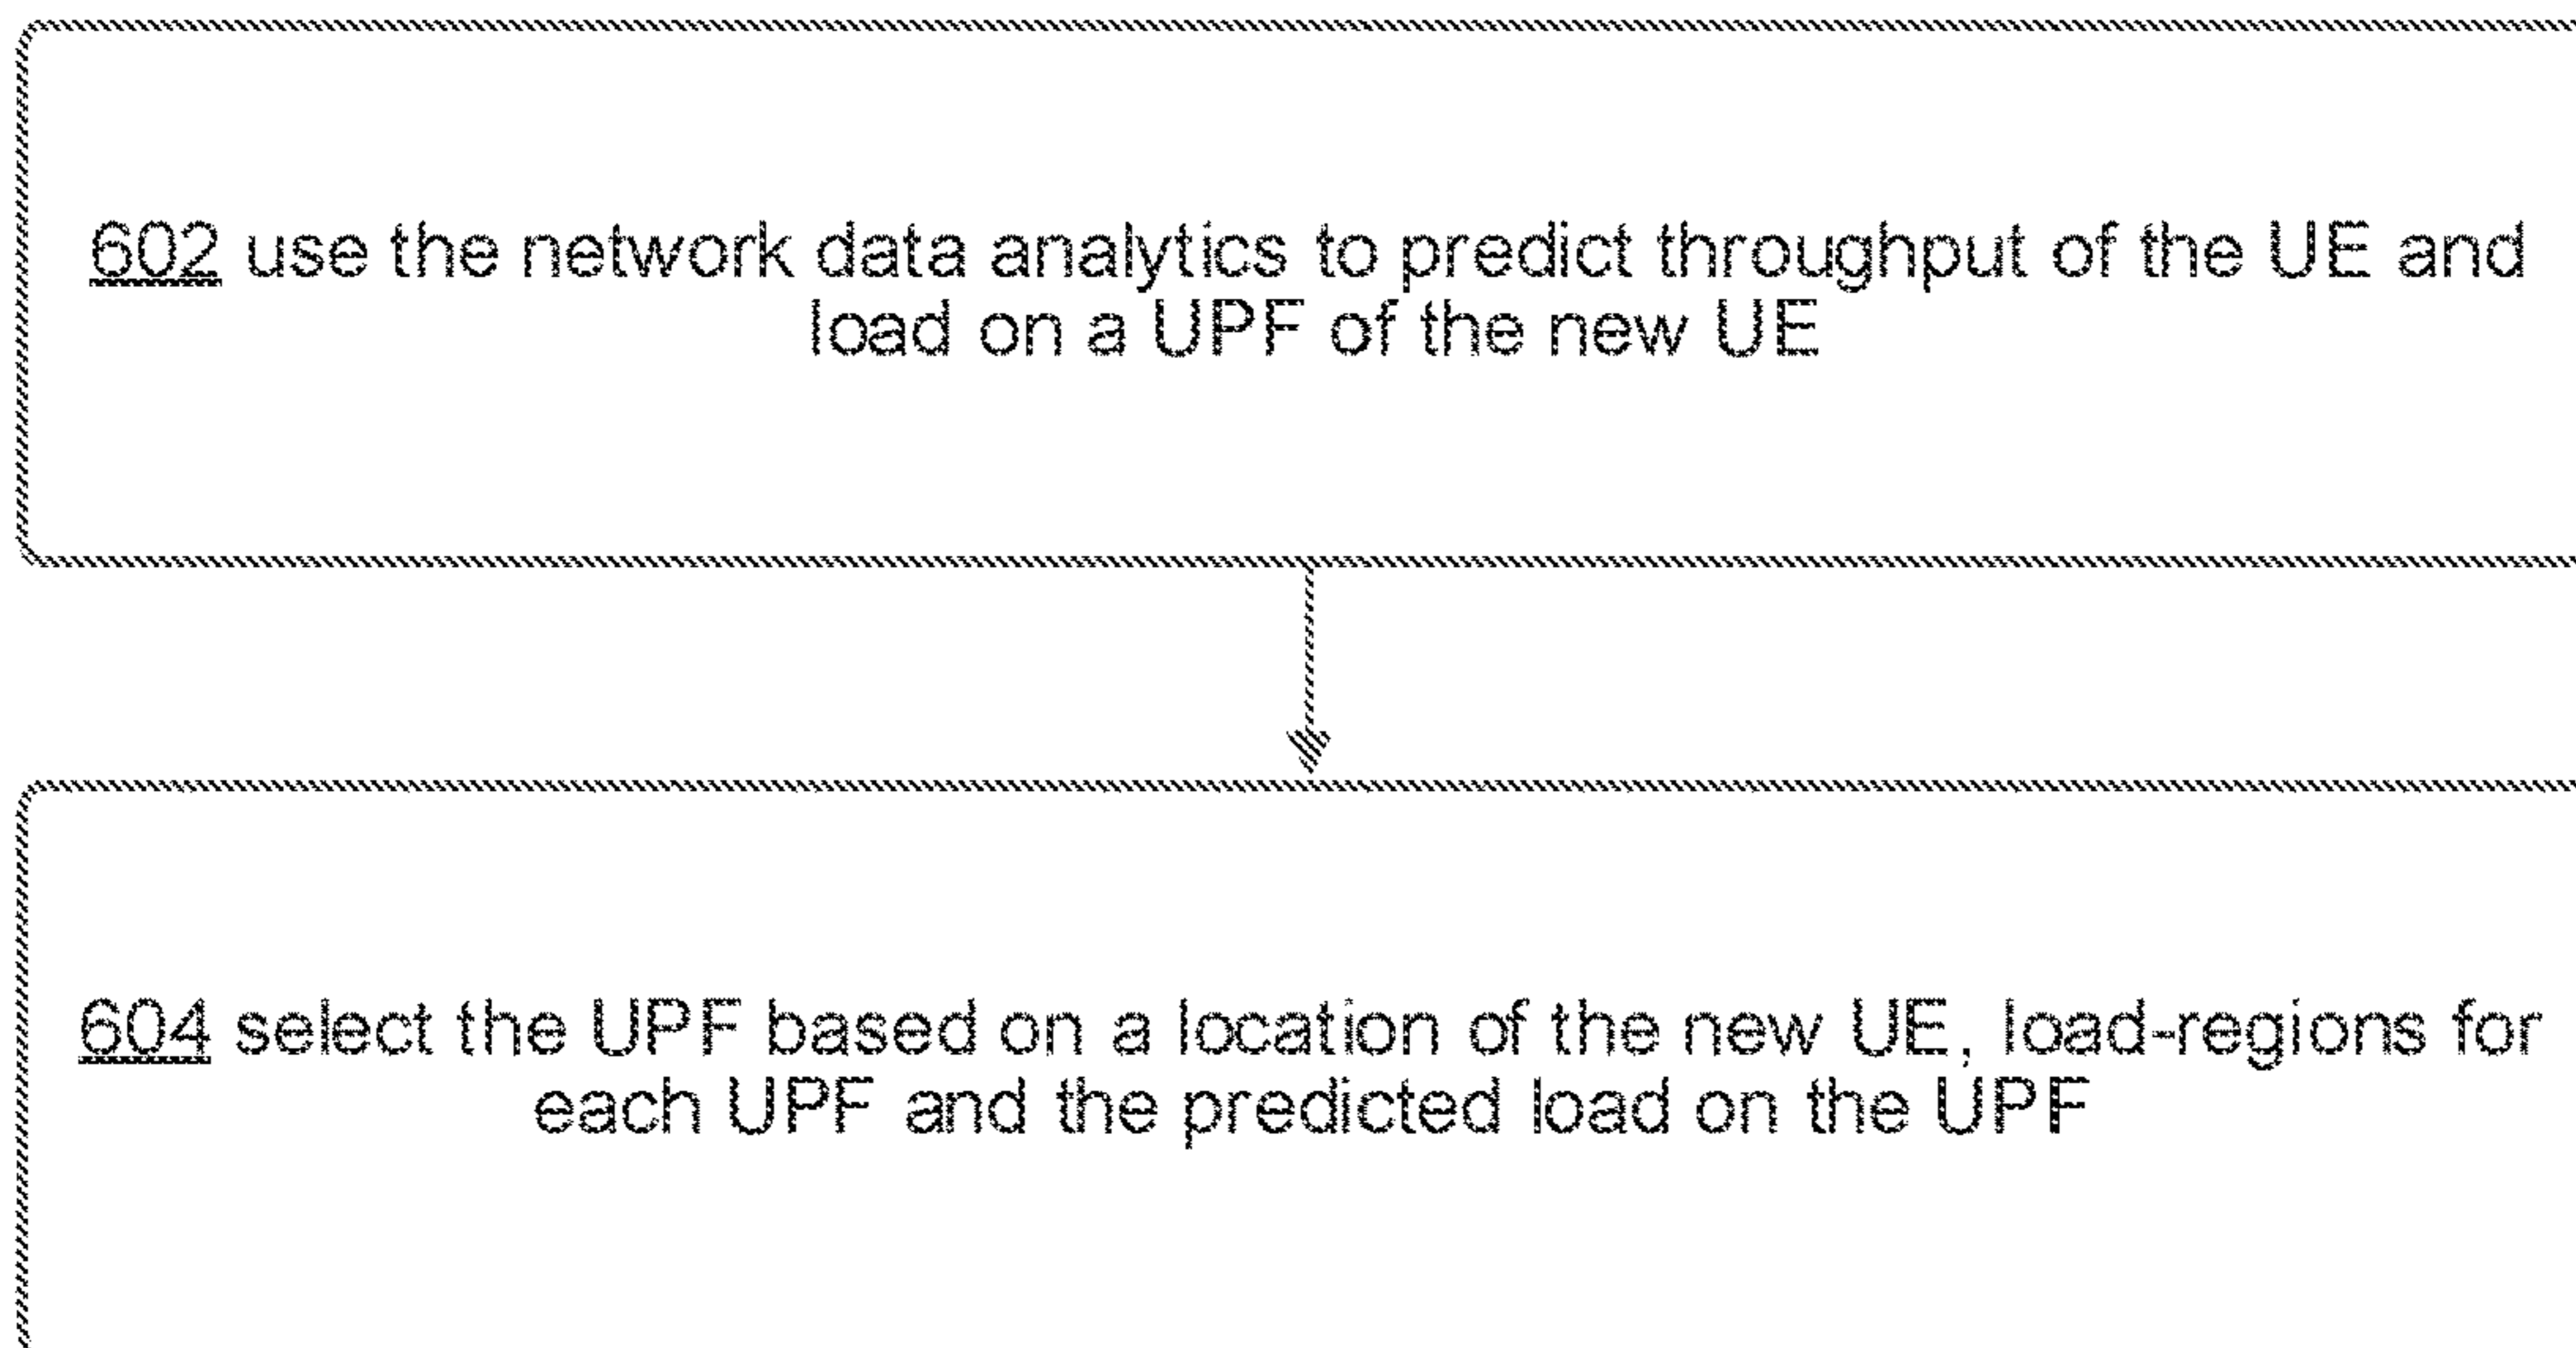 602 use the network data analytics to predict throughput of the UE and
load on a UPF of the new UE
604 select the UPF based on a location of the new UE, load-regions for
each UPF and the predicted load on the UPF